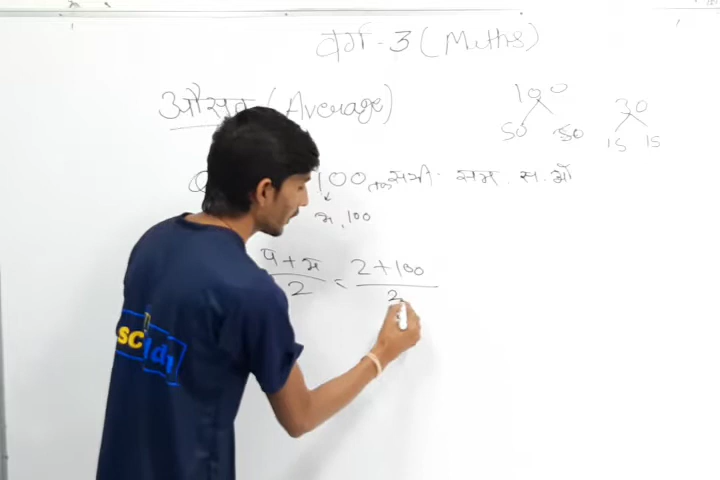 वर्ग-3 (Maths)
औसत (Average)
100
50 50
30
15 15
100 तक सभी सम सं.ओं
अ, 100
प+अ / 2 = 2+100 / 2